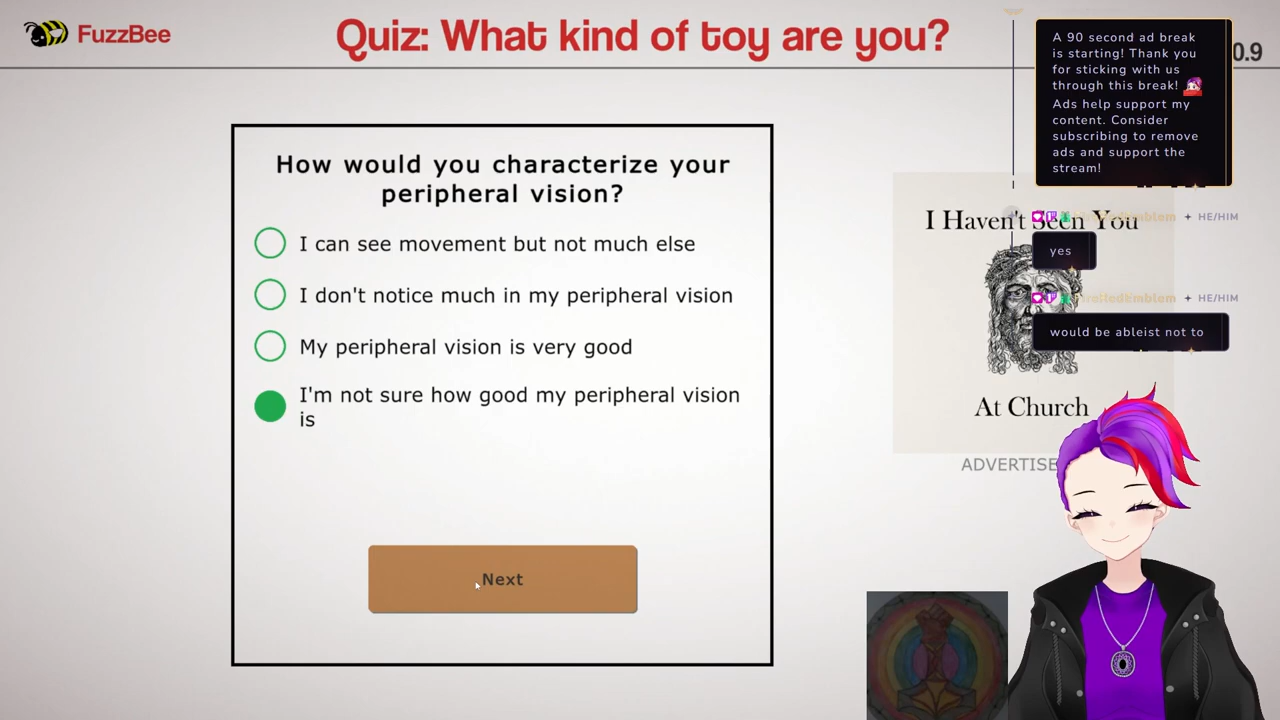 FuzzBee
Quiz: What kind of toy are you?
0.9
How would you characterize your
peripheral vision?
I can see movement but not much else
I don't notice much in my peripheral vision
My peripheral vision is very good
I'm not sure how good my peripheral vision
is
Next
I Haven't Seen You
At Church
ADVERTISE
A 90 second ad break
is starting! Thank you
for sticking with us
through this break!
Ads help support my
content. Consider
subscribing to remove
ads and support the
stream!
HE/HIM
yes
HE/HIM
would be ableist not to